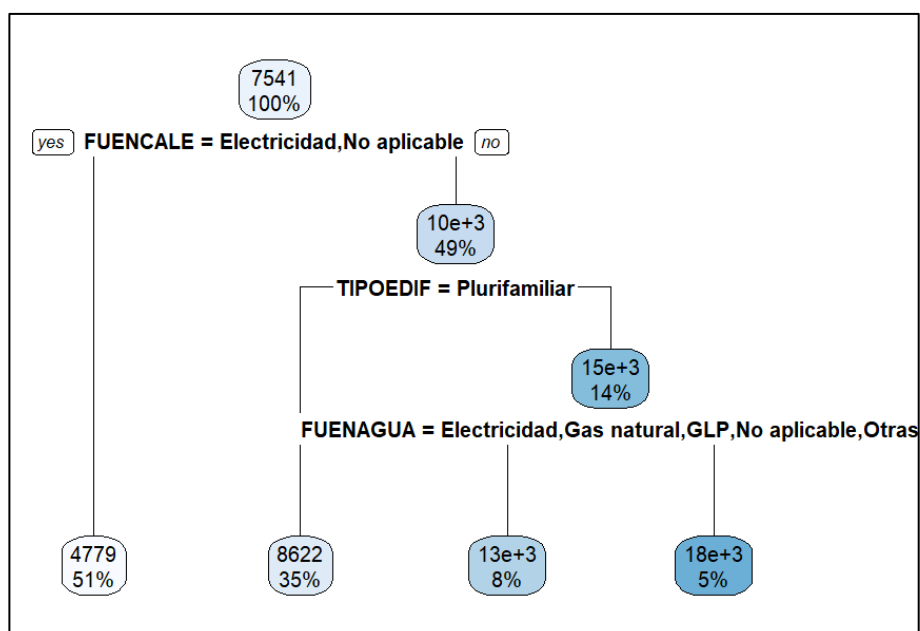 7541
100%
yes FUENCALE = Electricidad,No aplicable no
10e+3
49%
TIPOEDIF = Plurifamiliar
15e+3
14%
FUENAGUA = Electricidad,Gas natural,GLP,No aplicable,Otras
4779
51%
8622
35%
13e+3
8%
18e+3
5%